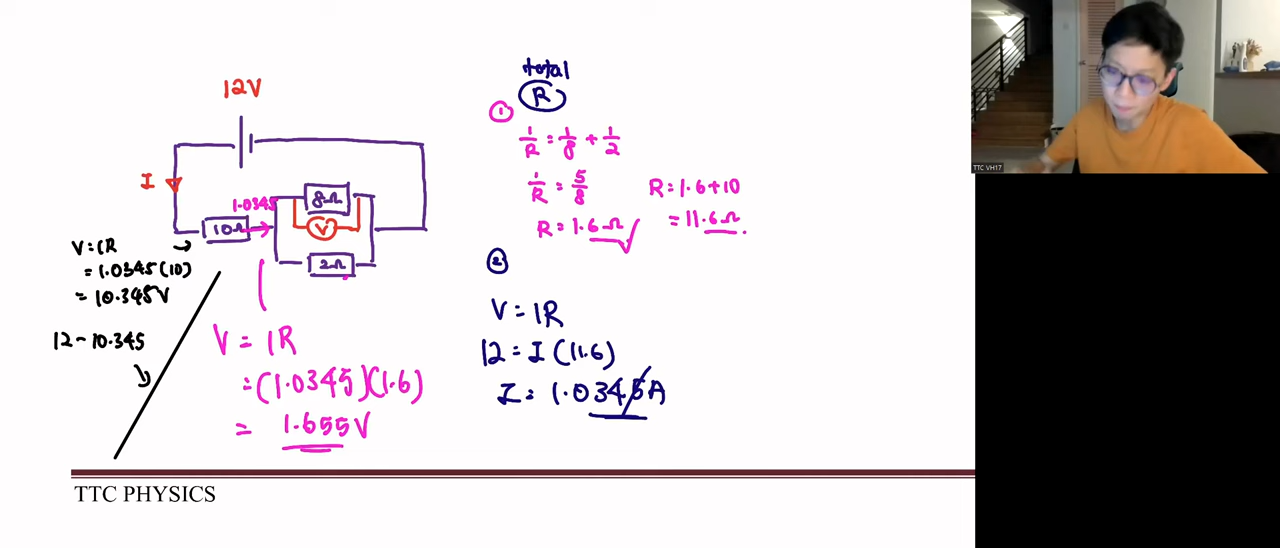 12V
I
1.0345
8Ω
10Ω
V
2Ω
V = IR
= 1.0345(10)
= 10.345V
12 - 10.345
V = IR
= (1.0345)(1.6)
= 1.655V
total
R
①
1/R = 1/8 + 1/2
1/R = 5/8
R = 1.6Ω
R = 1.6 + 10
= 11.6Ω
②
V = IR
12 = I (11.6)
I = 1.0345A
TTC PHYSICS
TTC VH17